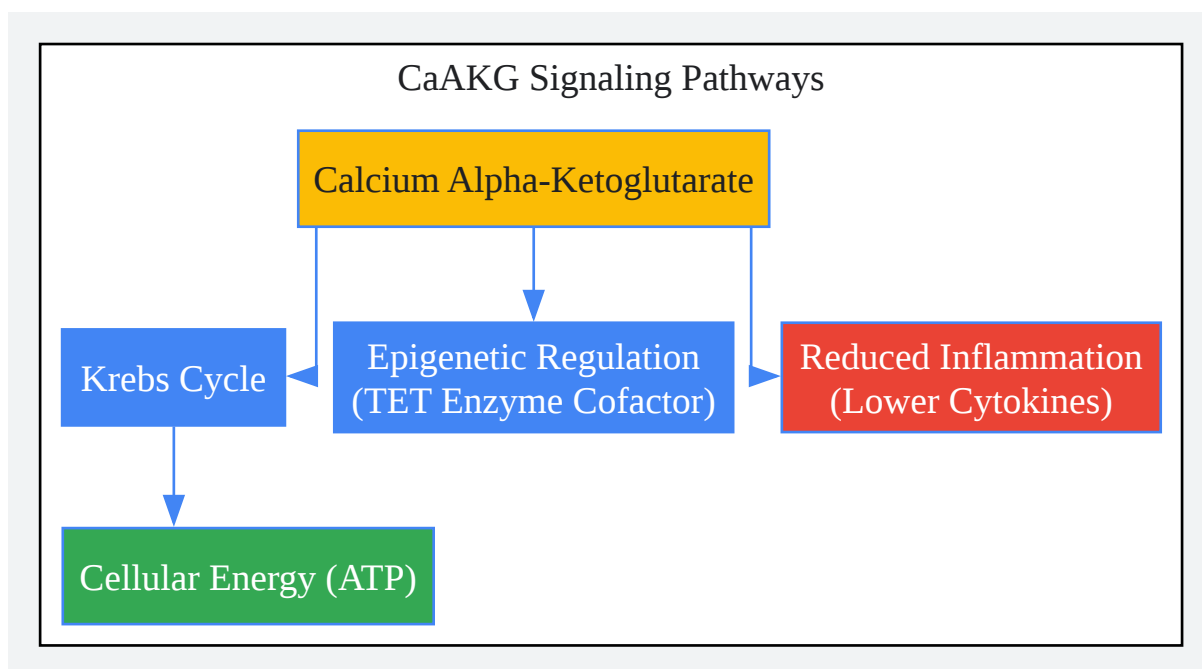 CaAKG Signaling Pathways
Calcium Alpha-Ketoglutarate
Krebs Cycle
Epigenetic Regulation
(TET Enzyme Cofactor)
Reduced Inflammation
(Lower Cytokines)
Cellular Energy (ATP)